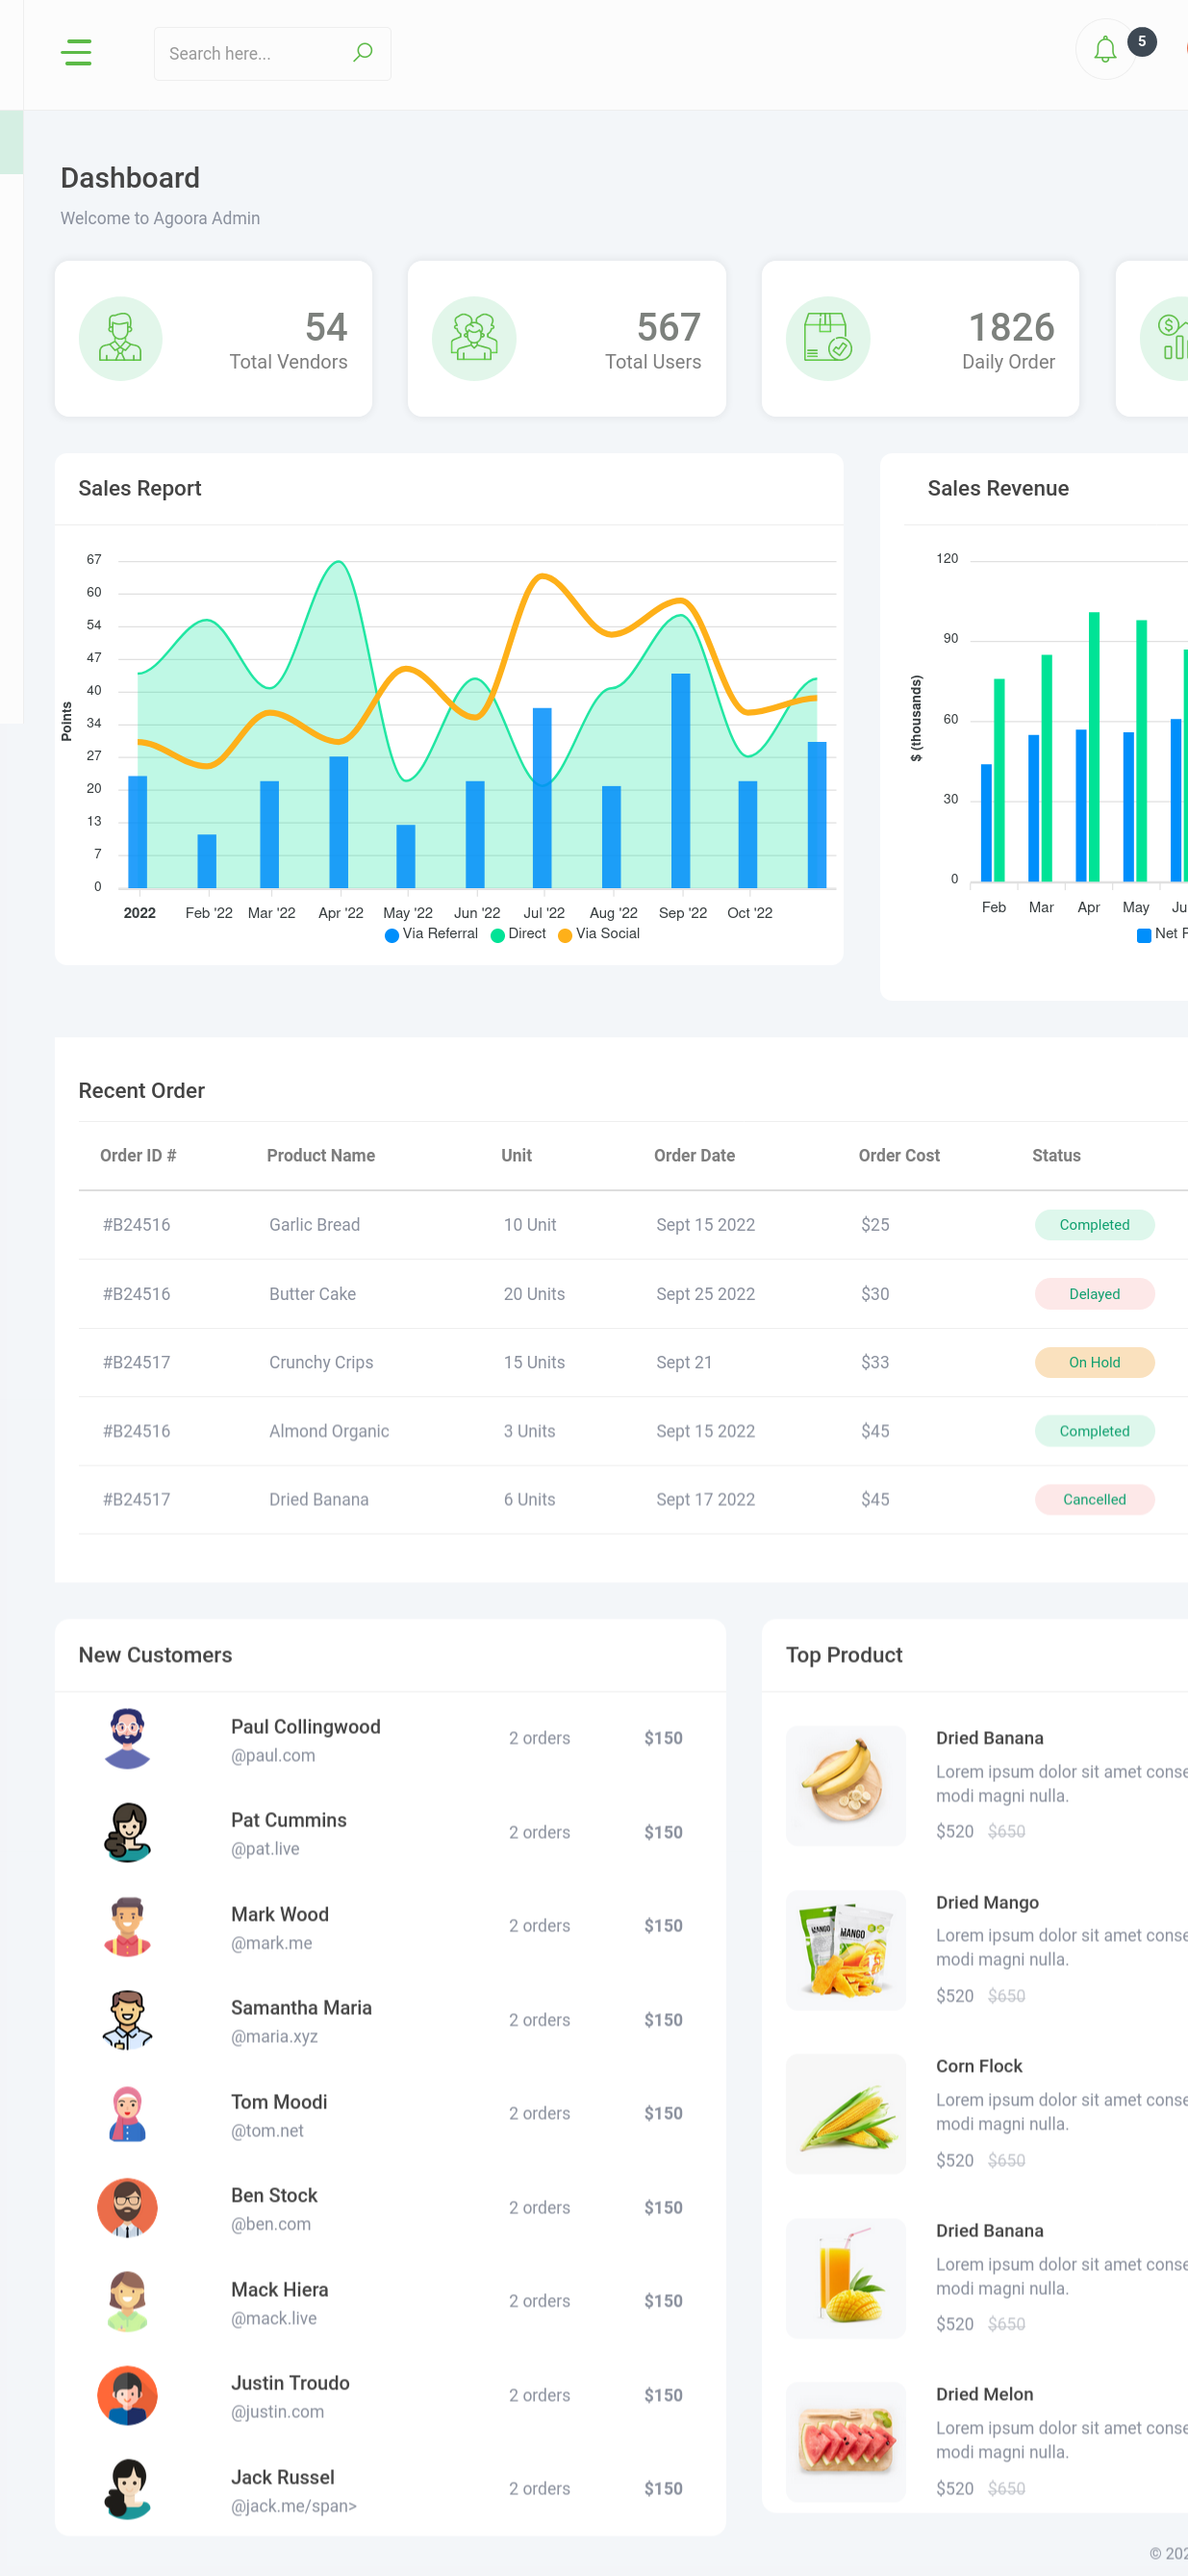 Search here...
5
Dashboard
Welcome to Agoora Admin
54
Total Vendors
567
Total Users
1826
Daily Order
Sales Report
67
60
54
47
40
34
27
20
13
7
0
Points
2022 Feb '22 Mar '22 Apr '22 May '22 Jun '22 Jul '22 Aug '22 Sep '22 Oct '22
Via Referral Direct Via Social
Sales Revenue
120
90
60
30
0
$ (thousands)
Feb Mar Apr May
Net
Recent Order
Order ID # Product Name Unit Order Date Order Cost Status
#B24516 Garlic Bread 10 Unit Sept 15 2022 $25 Completed
#B24516 Butter Cake 20 Units Sept 25 2022 $30 Delayed
#B24517 Crunchy Crips 15 Units Sept 21 $33 On Hold
#B24516 Almond Organic 3 Units Sept 15 2022 $45 Completed
#B24517 Dried Banana 6 Units Sept 17 2022 $45 Cancelled
New Customers
Paul Collingwood
@paul.com
2 orders $150
Pat Cummins
@pat.live
2 orders $150
Mark Wood
@mark.me
2 orders $150
Samantha Maria
@maria.xyz
2 orders $150
Tom Moodi
@tom.net
2 orders $150
Ben Stock
@ben.com
2 orders $150
Mack Hiera
@mack.live
2 orders $150
Justin Troudo
@justin.com
2 orders $150
Jack Russel
@jack.me/span>
2 orders $150
Top Product
Dried Banana
Lorem ipsum dolor sit amet conse
modi magni nulla.
$520 $650
MANGO
MANGO
Dried Mango
Lorem ipsum dolor sit amet conse
modi magni nulla.
$520 $650
Corn Flock
Lorem ipsum dolor sit amet conse
modi magni nulla.
$520 $650
Dried Banana
Lorem ipsum dolor sit amet conse
modi magni nulla.
$520 $650
Dried Melon
Lorem ipsum dolor sit amet conse
modi magni nulla.
$520 $650
© 202